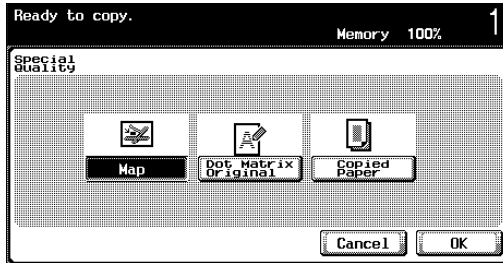 Ready to copy.
Memory 100%
1
Special
Quality
Map
Dot Matrix
Original
Copied
Paper
Cancel
OK